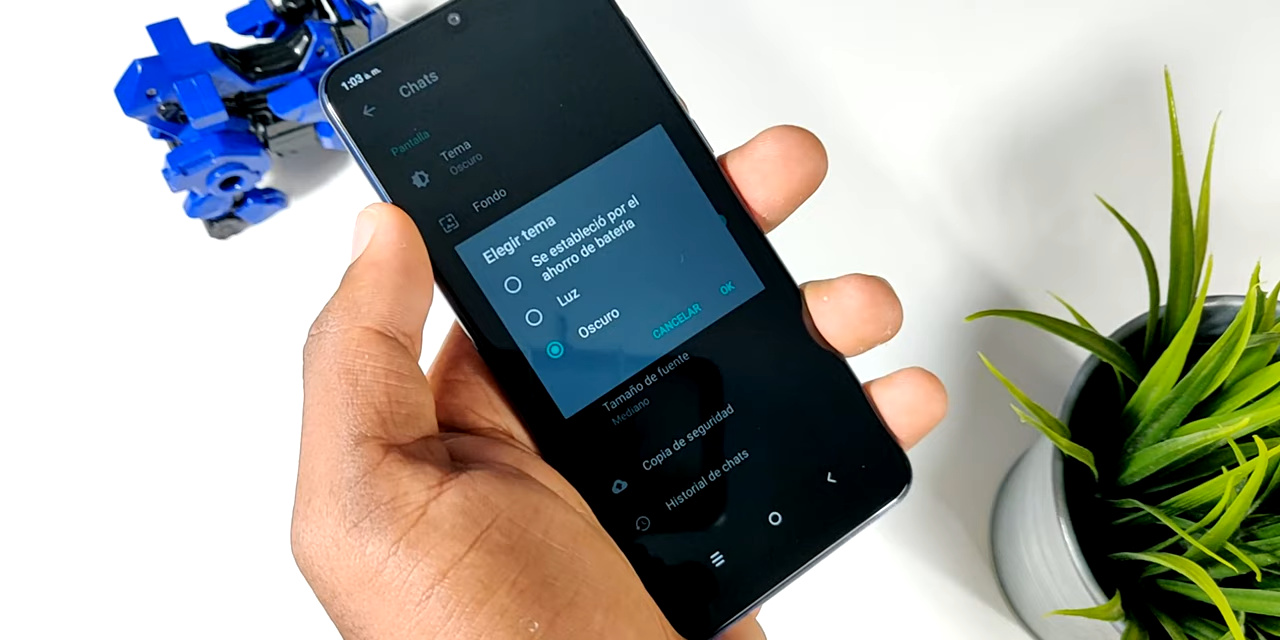 1:03
Chats
Pantalla
Tema
Oscuro
Fondo
Elegir tema
Se estableció por el
ahorro de batería
Luz
Oscuro
CANCELAR OK
Tamaño de fuente
Mediano
Copia de seguridad
Historial de chats